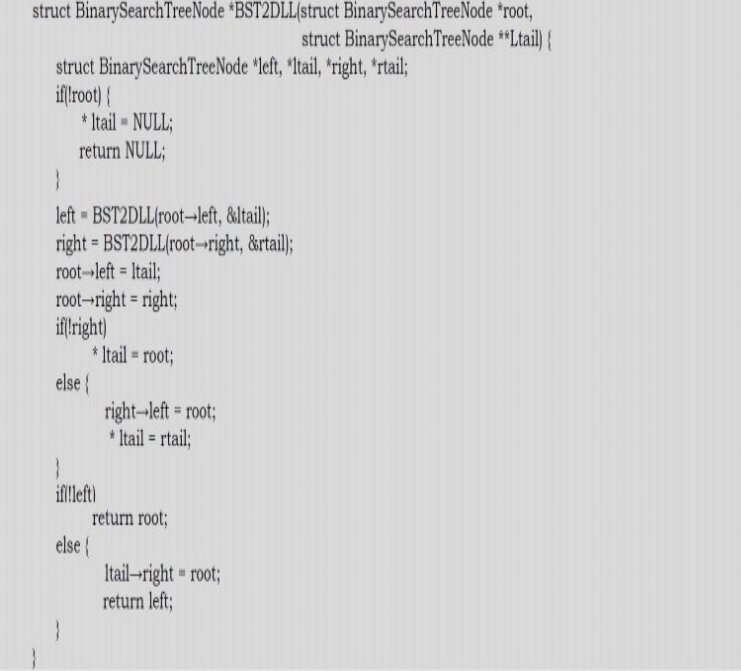 struct BinarySearchTreeNode *BST2DLL(struct BinarySearchTreeNode *root,
struct BinarySearchTreeNode **Ltail) {
struct BinarySearchTreeNode *left, *ltail, *right, *rtail;
if(!root) {
* ltail = NULL;
return NULL;
}
left = BST2DLL(root→left, &ltail);
right = BST2DLL(root→right, &rtail);
root→left = ltail;
root→right = right;
if(!right)
* ltail = root;
else {
right→left = root;
* ltail = rtail;
}
if(!left)
return root;
else {
ltail→right = root;
return left;
}
}